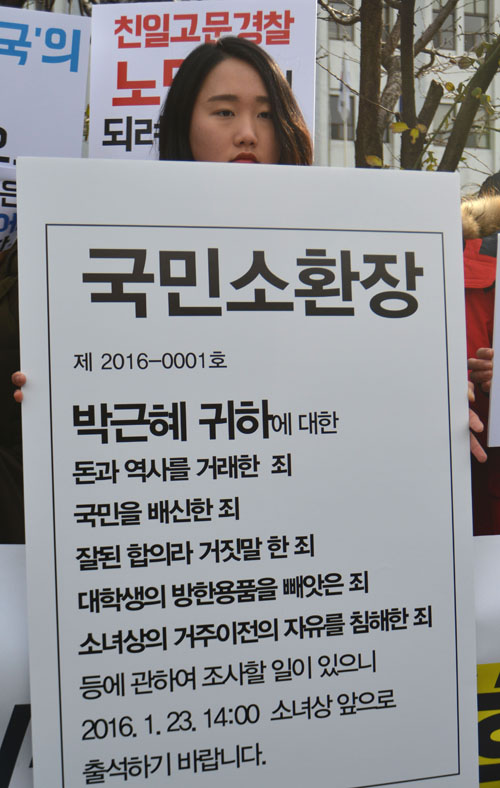 국'의
친일고문경찰
되려
국민소환장
제 2016-0001호
박근혜 귀하에 대한
돈과 역사를 거래한 죄
국민을 배신한 죄
잘된 합의라 거짓말 한 죄
대학생의 방한용품을 빼앗은 죄
소녀상의 거주이전의 자유를 침해한 죄
등에 관하여 조사할 일이 있으니
2016. 1. 23. 14:00 소녀상 앞으로
출석하기 바랍니다.